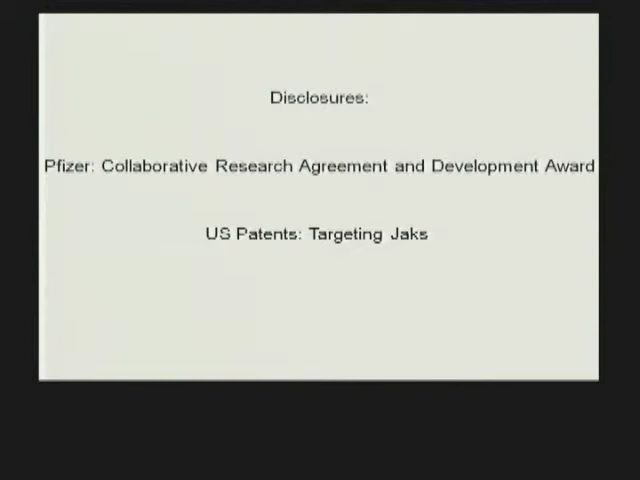 Disclosures:
Pfizer: Collaborative Research Agreement and Development Award
US Patents: Targeting Jaks